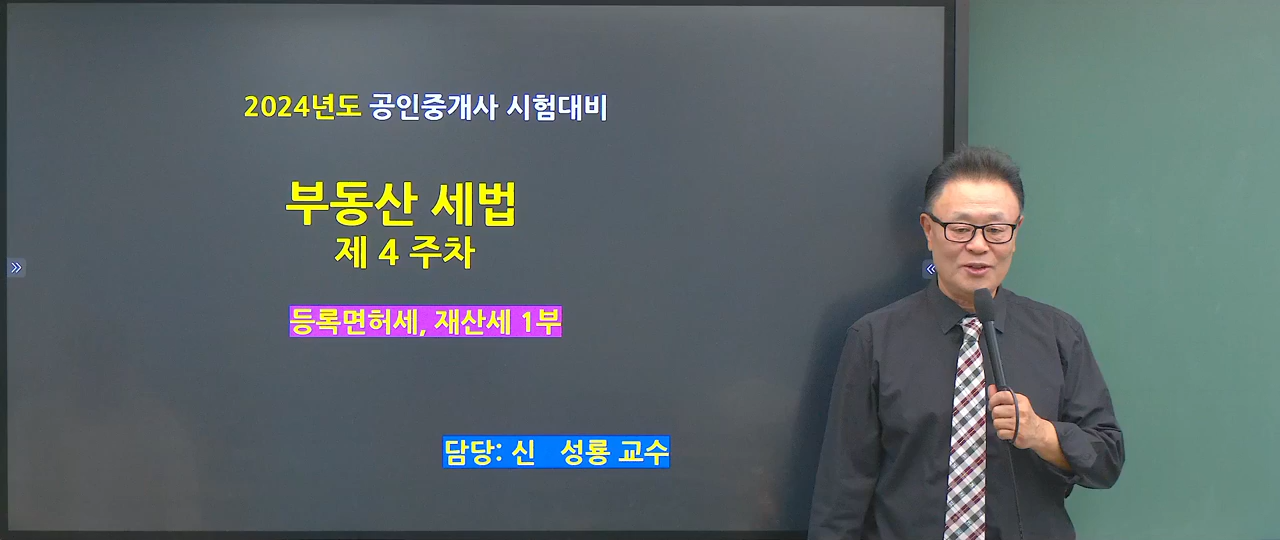 2024년도 공인중개사 시험대비
부동산 세법
제 4 주차
등록면허세, 재산세 1부
담당: 신 성룡 교수